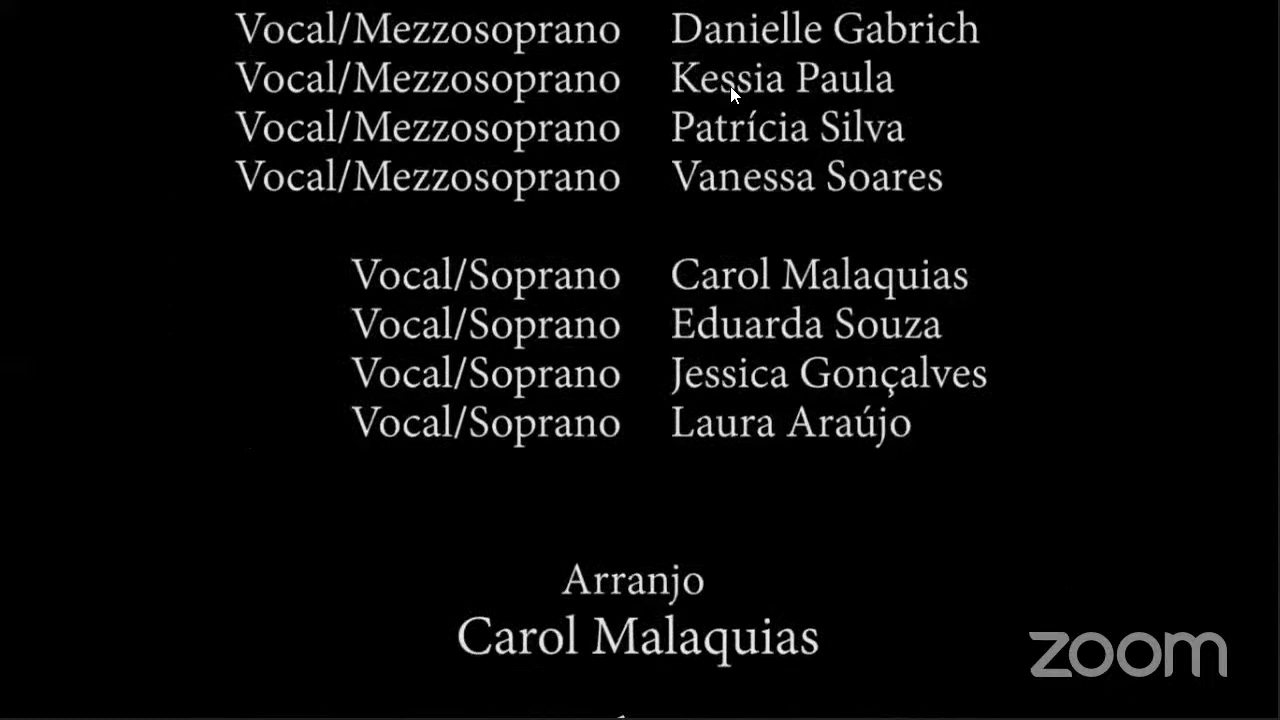 Vocal/Mezzosoprano Danielle Gabrich
Vocal/Mezzosoprano Kessia Paula
Vocal/Mezzosoprano Patrícia Silva
Vocal/Mezzosoprano Vanessa Soares
Vocal/Soprano Carol Malaquias
Vocal/Soprano Eduarda Souza
Vocal/Soprano Jessica Gonçalves
Vocal/Soprano Laura Araújo
Arranjo
Carol Malaquias
zoom